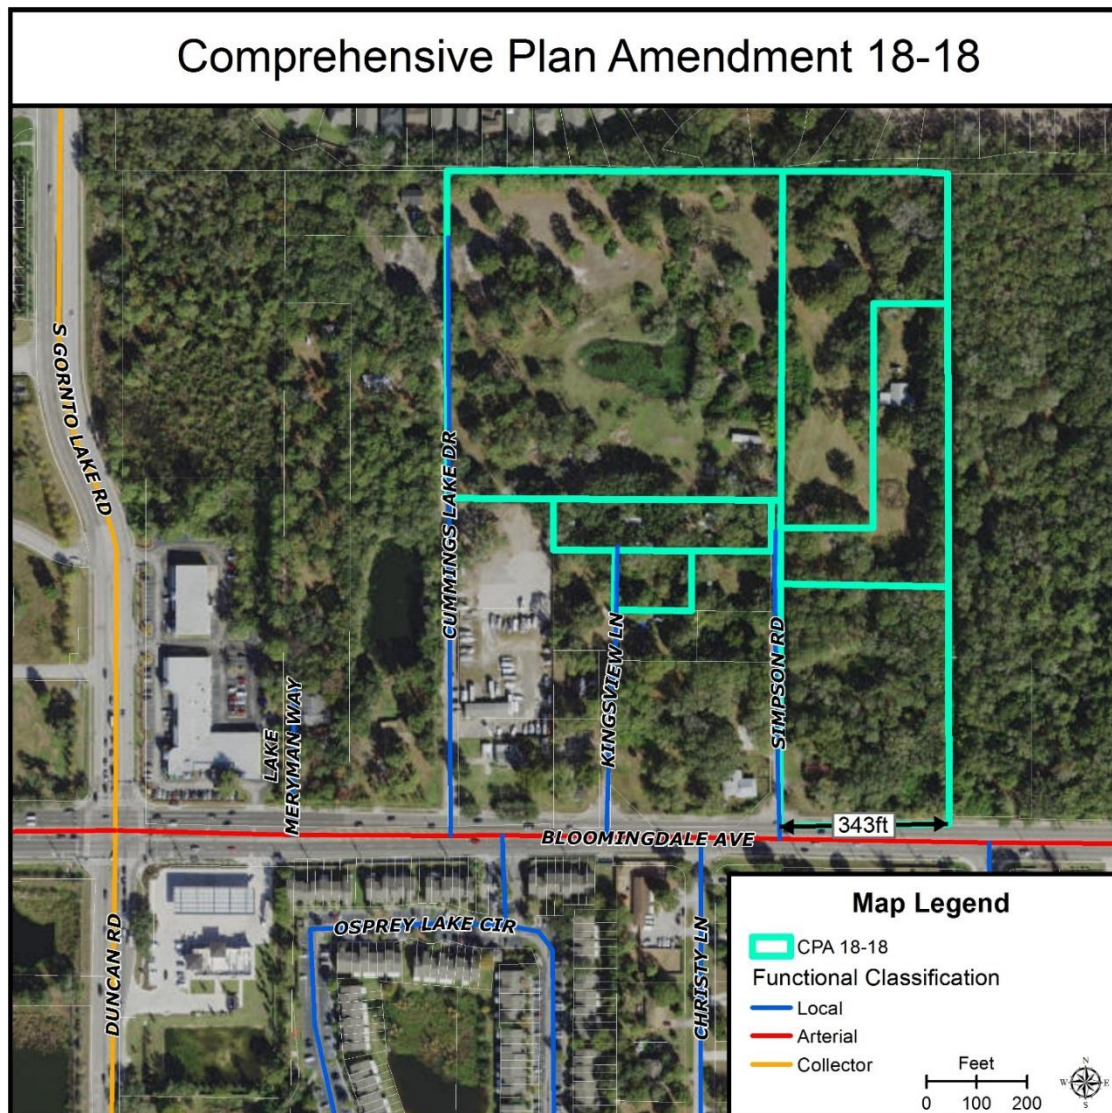 Comprehensive Plan Amendment 18-18
S GORNTO LAKE RD
CUMMINGS LAKE DR
KINGSVIEW LN
SIMPSON RD
LAKE
MERYMAN WAY
343ft
BLOOMINGDALE AVE
DUNCAN RD
OSPREY LAKE CIR
CHRISTY LN
Map Legend
CPA 18-18
Functional Classification
Local
Arterial
Collector
Feet
0 100 200
N
W E
S